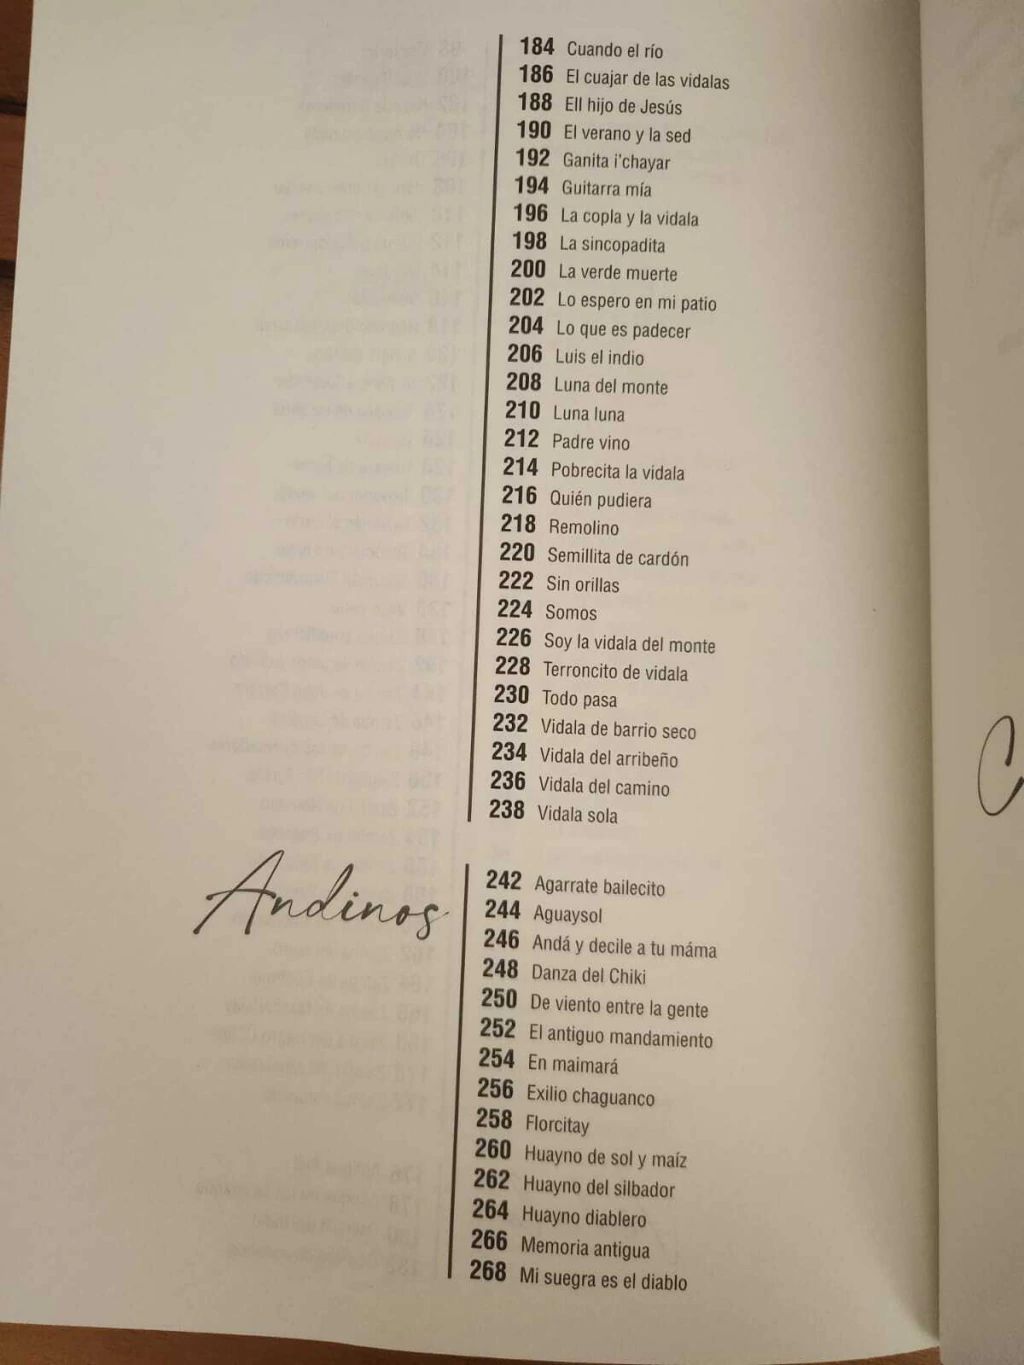 184 Cuando el río
186 El cuajar de las vidalas
188 Ell hijo de Jesús
190 El verano y la sed
192 Ganita i'chayar
194 Guitarra mía
196 La copla y la vidala
198 La sincopadita
200 La verde muerte
202 Lo espero en mi patio
204 Lo que es padecer
206 Luis el indio
208 Luna del monte
210 Luna luna
212 Padre vino
214 Pobrecita la vidala
216 Quién pudiera
218 Remolino
220 Semillita de cardón
222 Sin orillas
224 Somos
226 Soy la vidala del monte
228 Terroncito de vidala
230 Todo pasa
232 Vidala de barrio seco
234 Vidala del arribeño
236 Vidala del camino
238 Vidala sola
Andinos
242 Agarrate bailecito
244 Aguaysol
246 Andá y decile a tu máma
248 Danza del Chiki
250 De viento entre la gente
252 El antiguo mandamiento
254 En maimará
256 Exilio chaguanco
258 Florcitay
260 Huayno de sol y maíz
262 Huayno del silbador
264 Huayno diablero
266 Memoria antigua
268 Mi suegra es el diablo